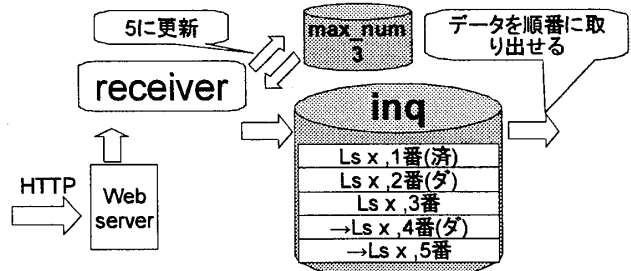 5に更新
max_num
3
データを順番に取
り出せる
receiver
inq
HTTP
Web
server
Ls x ,1番(済)
Ls x ,2番(ダ)
Ls x ,3番
→Ls x ,4番(ダ)
→Ls x ,5番